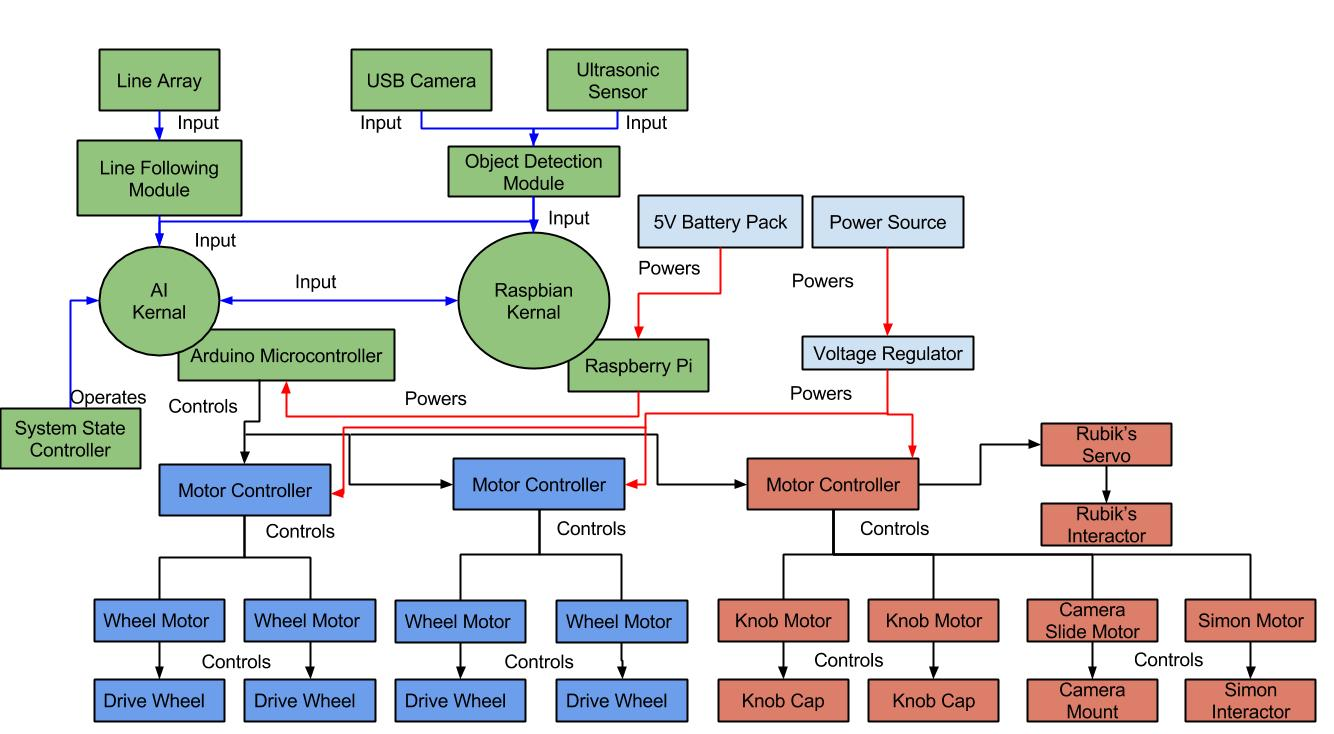 Line Array
USB Camera
Ultrasonic
Sensor
Input
Input
Input
Line Following
Module
Object Detection
Module
Input
Input
5V Battery Pack
Power Source
Powers
Powers
AI
Kernal
Input
Raspbian
Kernal
Arduino Microcontroller
Raspberry Pi
Voltage Regulator
Operates
Controls
Powers
Powers
System State
Controller
Rubik's
Servo
Motor Controller
Motor Controller
Motor Controller
Controls
Controls
Controls
Rubik's
Interactor
Wheel Motor
Wheel Motor
Wheel Motor
Wheel Motor
Knob Motor
Knob Motor
Camera
Slide Motor
Simon Motor
Controls
Controls
Controls
Controls
Drive Wheel
Drive Wheel
Drive Wheel
Drive Wheel
Knob Cap
Knob Cap
Camera
Mount
Simon
Interactor